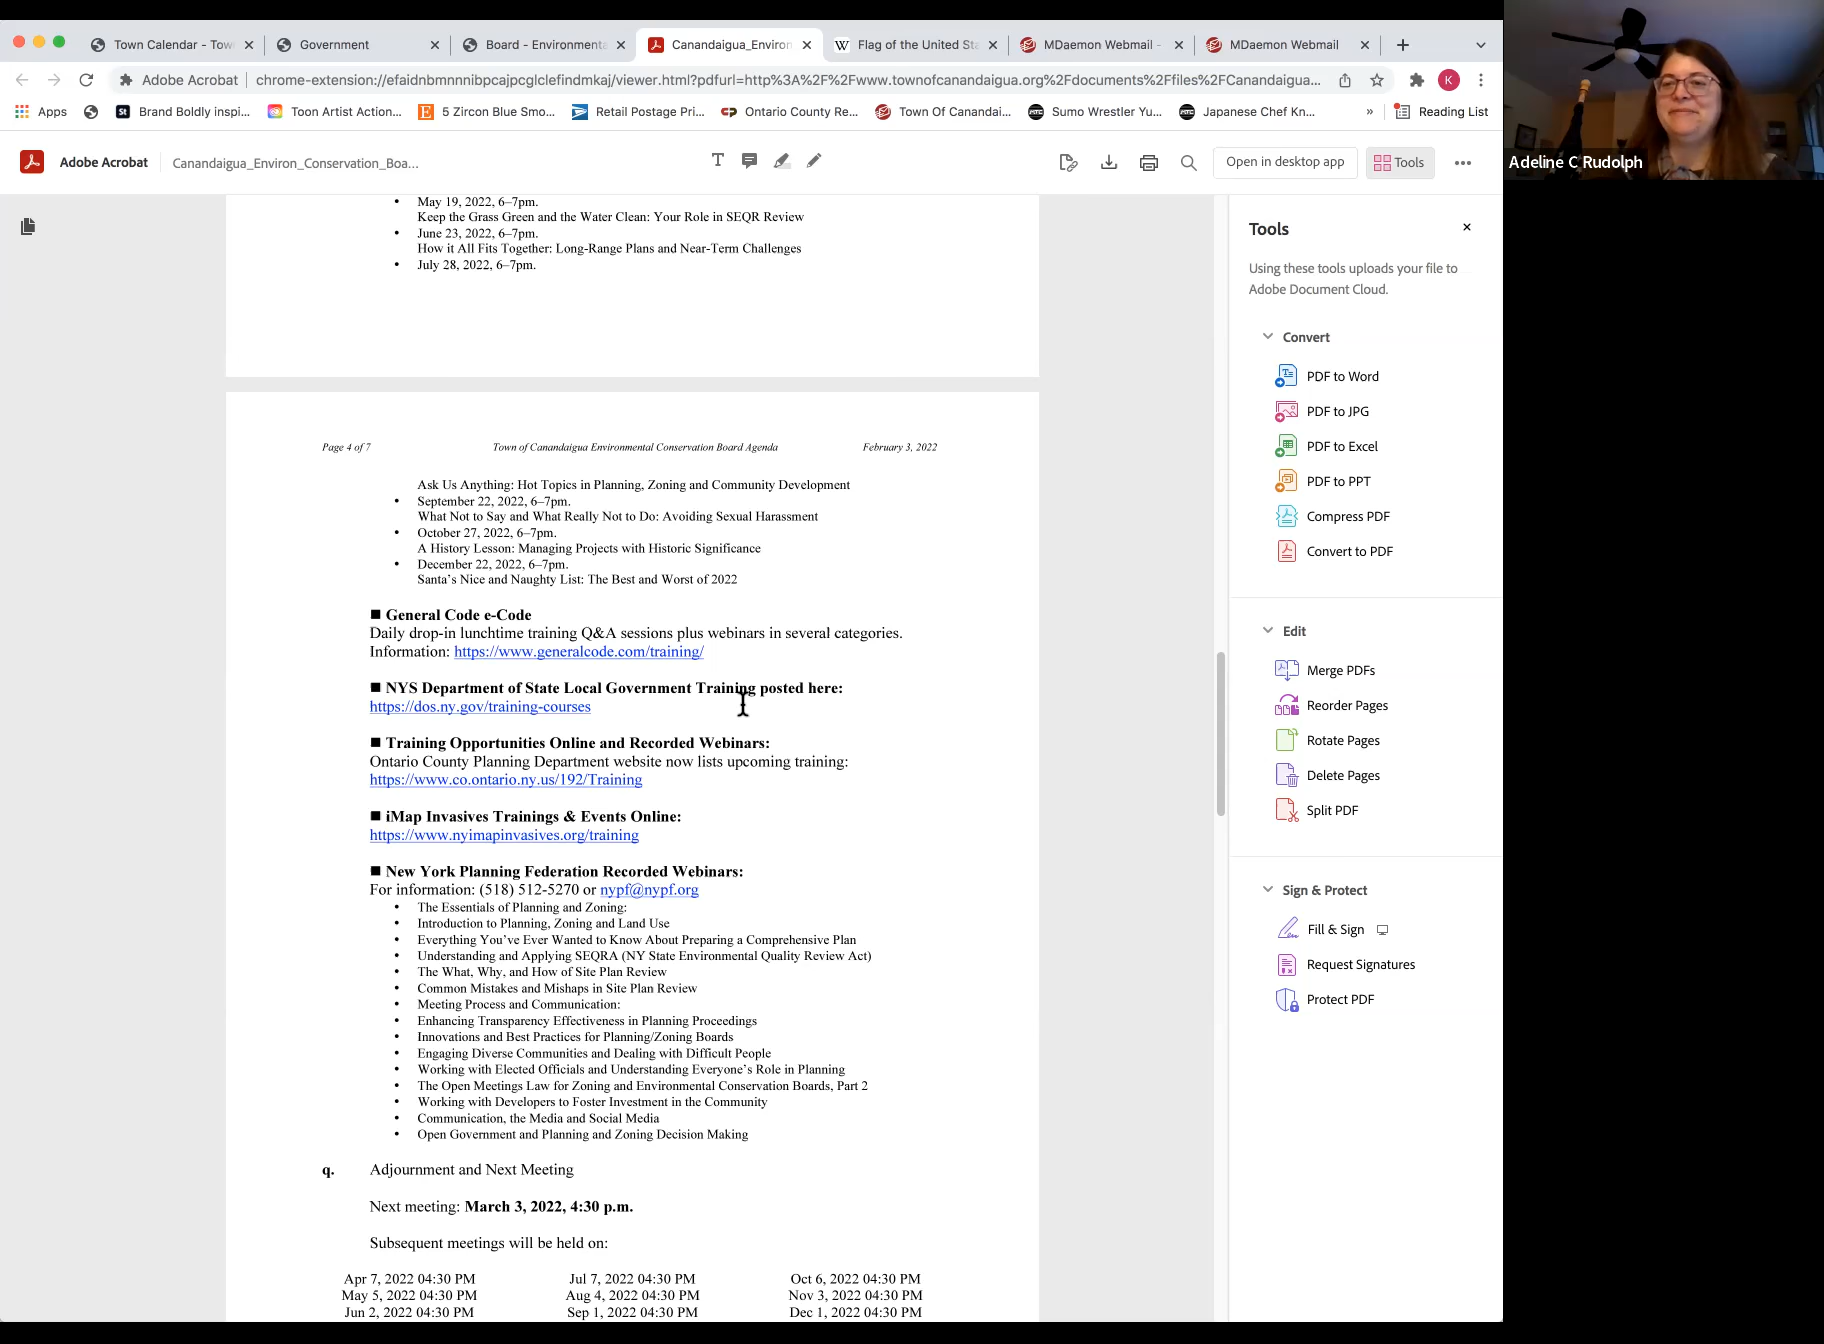 Town Calendar - Tow
Government
Board - Environmenta
Canandaigua_Environ
Flag of the United Sta
MDaemon Webmail -
MDaemon Webmail
Adobe Acrobat
chrome-extension://efaidnbmnnnibpcajpcglclefindmkaj/viewer.html?pdfurl=http%3A%2F%2Fwww.townofcanandaigua.org%2Fdocuments%2Ffiles%2FCanandaigua...
K
Apps
St
Brand Boldly inspi...
Toon Artist Action...
E
5 Zircon Blue Smo...
Retail Postage Pri...
Ontario County Re...
Town Of Canandai...
Sumo Wrestler Yu...
Japanese Chef Kn...
»
Reading List
Adobe Acrobat
Canandaigua_Environ_Conservation_Boa...
Open in desktop app
Tools
Adeline C Rudolph
• May 19, 2022, 6–7pm.
Keep the Grass Green and the Water Clean: Your Role in SEQR Review
• June 23, 2022, 6–7pm.
How it All Fits Together: Long-Range Plans and Near-Term Challenges
• July 28, 2022, 6–7pm.
Page 4 of 7
Town of Canandaigua Environmental Conservation Board Agenda
February 3, 2022
Ask Us Anything: Hot Topics in Planning, Zoning and Community Development
• September 22, 2022, 6–7pm.
What Not to Say and What Really Not to Do: Avoiding Sexual Harassment
• October 27, 2022, 6–7pm.
A History Lesson: Managing Projects with Historic Significance
• December 22, 2022, 6–7pm.
Santa's Nice and Naughty List: The Best and Worst of 2022
■ General Code e-Code
Daily drop-in lunchtime training Q&A sessions plus webinars in several categories.
Information: https://www.generalcode.com/training/
■ NYS Department of State Local Government Training posted here:
https://dos.ny.gov/training-courses
■ Training Opportunities Online and Recorded Webinars:
Ontario County Planning Department website now lists upcoming training:
https://www.co.ontario.ny.us/192/Training
■ iMap Invasives Trainings & Events Online:
https://www.nyimapinvasives.org/training
■ New York Planning Federation Recorded Webinars:
For information: (518) 512-5270 or nypf@nypf.org
• The Essentials of Planning and Zoning:
• Introduction to Planning, Zoning and Land Use
• Everything You've Ever Wanted to Know About Preparing a Comprehensive Plan
• Understanding and Applying SEQRA (NY State Environmental Quality Review Act)
• The What, Why, and How of Site Plan Review
• Common Mistakes and Mishaps in Site Plan Review
• Meeting Process and Communication:
• Enhancing Transparency Effectiveness in Planning Proceedings
• Innovations and Best Practices for Planning/Zoning Boards
• Engaging Diverse Communities and Dealing with Difficult People
• Working with Elected Officials and Understanding Everyone's Role in Planning
• The Open Meetings Law for Zoning and Environmental Conservation Boards, Part 2
• Working with Developers to Foster Investment in the Community
• Communication, the Media and Social Media
• Open Government and Planning and Zoning Decision Making
q. Adjournment and Next Meeting
Next meeting: March 3, 2022, 4:30 p.m.
Subsequent meetings will be held on:
Apr 7, 2022 04:30 PM Jul 7, 2022 04:30 PM Oct 6, 2022 04:30 PM
May 5, 2022 04:30 PM Aug 4, 2022 04:30 PM Nov 3, 2022 04:30 PM
Jun 2, 2022 04:30 PM Sep 1, 2022 04:30 PM Dec 1, 2022 04:30 PM
Tools
Using these tools uploads your file to
Adobe Document Cloud.
Convert
PDF to Word
PDF to JPG
PDF to Excel
PDF to PPT
Compress PDF
Convert to PDF
Edit
Merge PDFs
Reorder Pages
Rotate Pages
Delete Pages
Split PDF
Sign & Protect
Fill & Sign
Request Signatures
Protect PDF